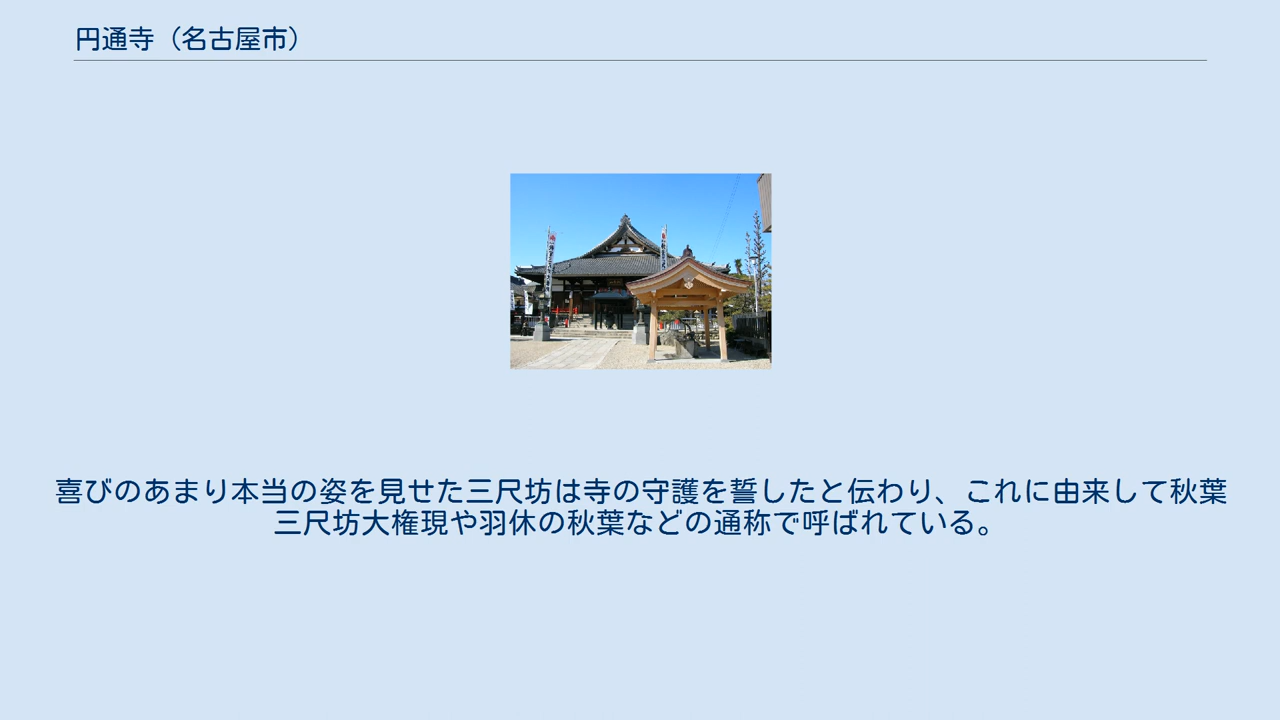 円通寺（名古屋市）
喜びのあまり本当の姿を見せた三尺坊は寺の守護を誓したと伝わり、これに由来して秋葉
三尺坊大権現や羽休の秋葉などの通称で呼ばれている。